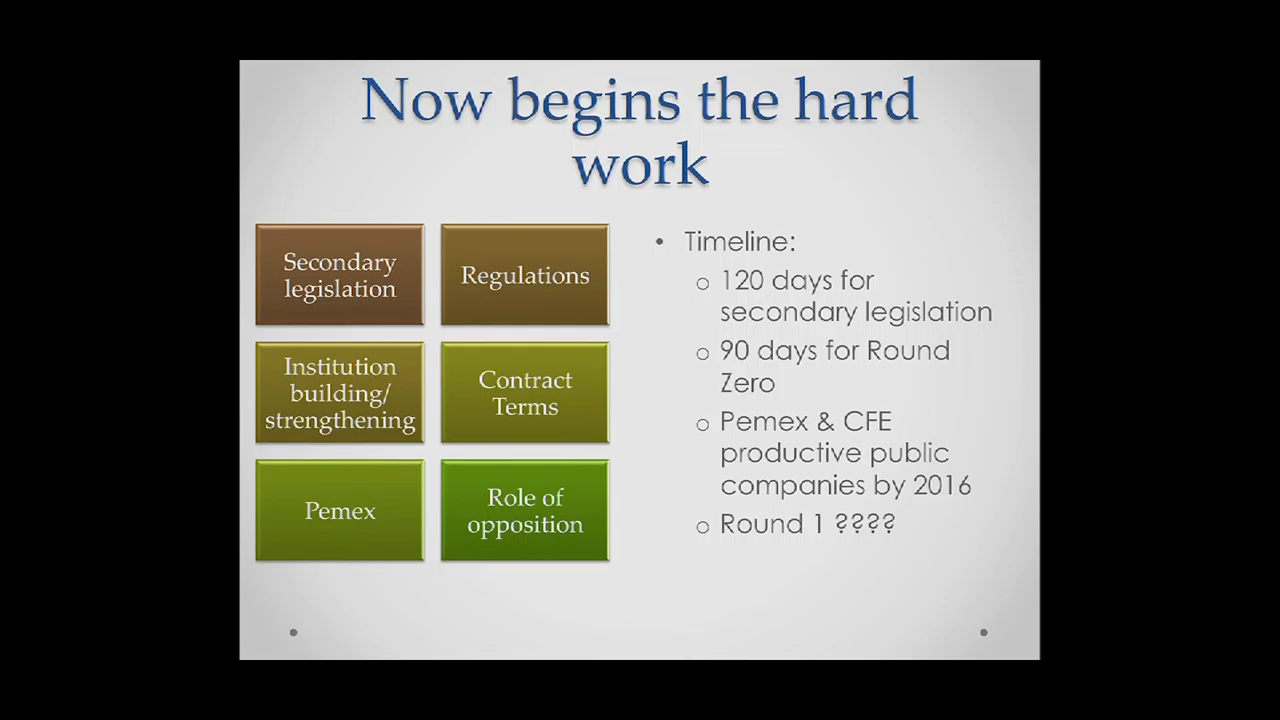 Now begins the hard
work
Secondary
legislation
Regulations
Institution
building/
strengthening
Contract
Terms
Pemex
Role of
opposition
• Timeline:
o 120 days for
secondary legislation
o 90 days for Round
Zero
o Pemex & CFE
productive public
companies by 2016
o Round 1 ????